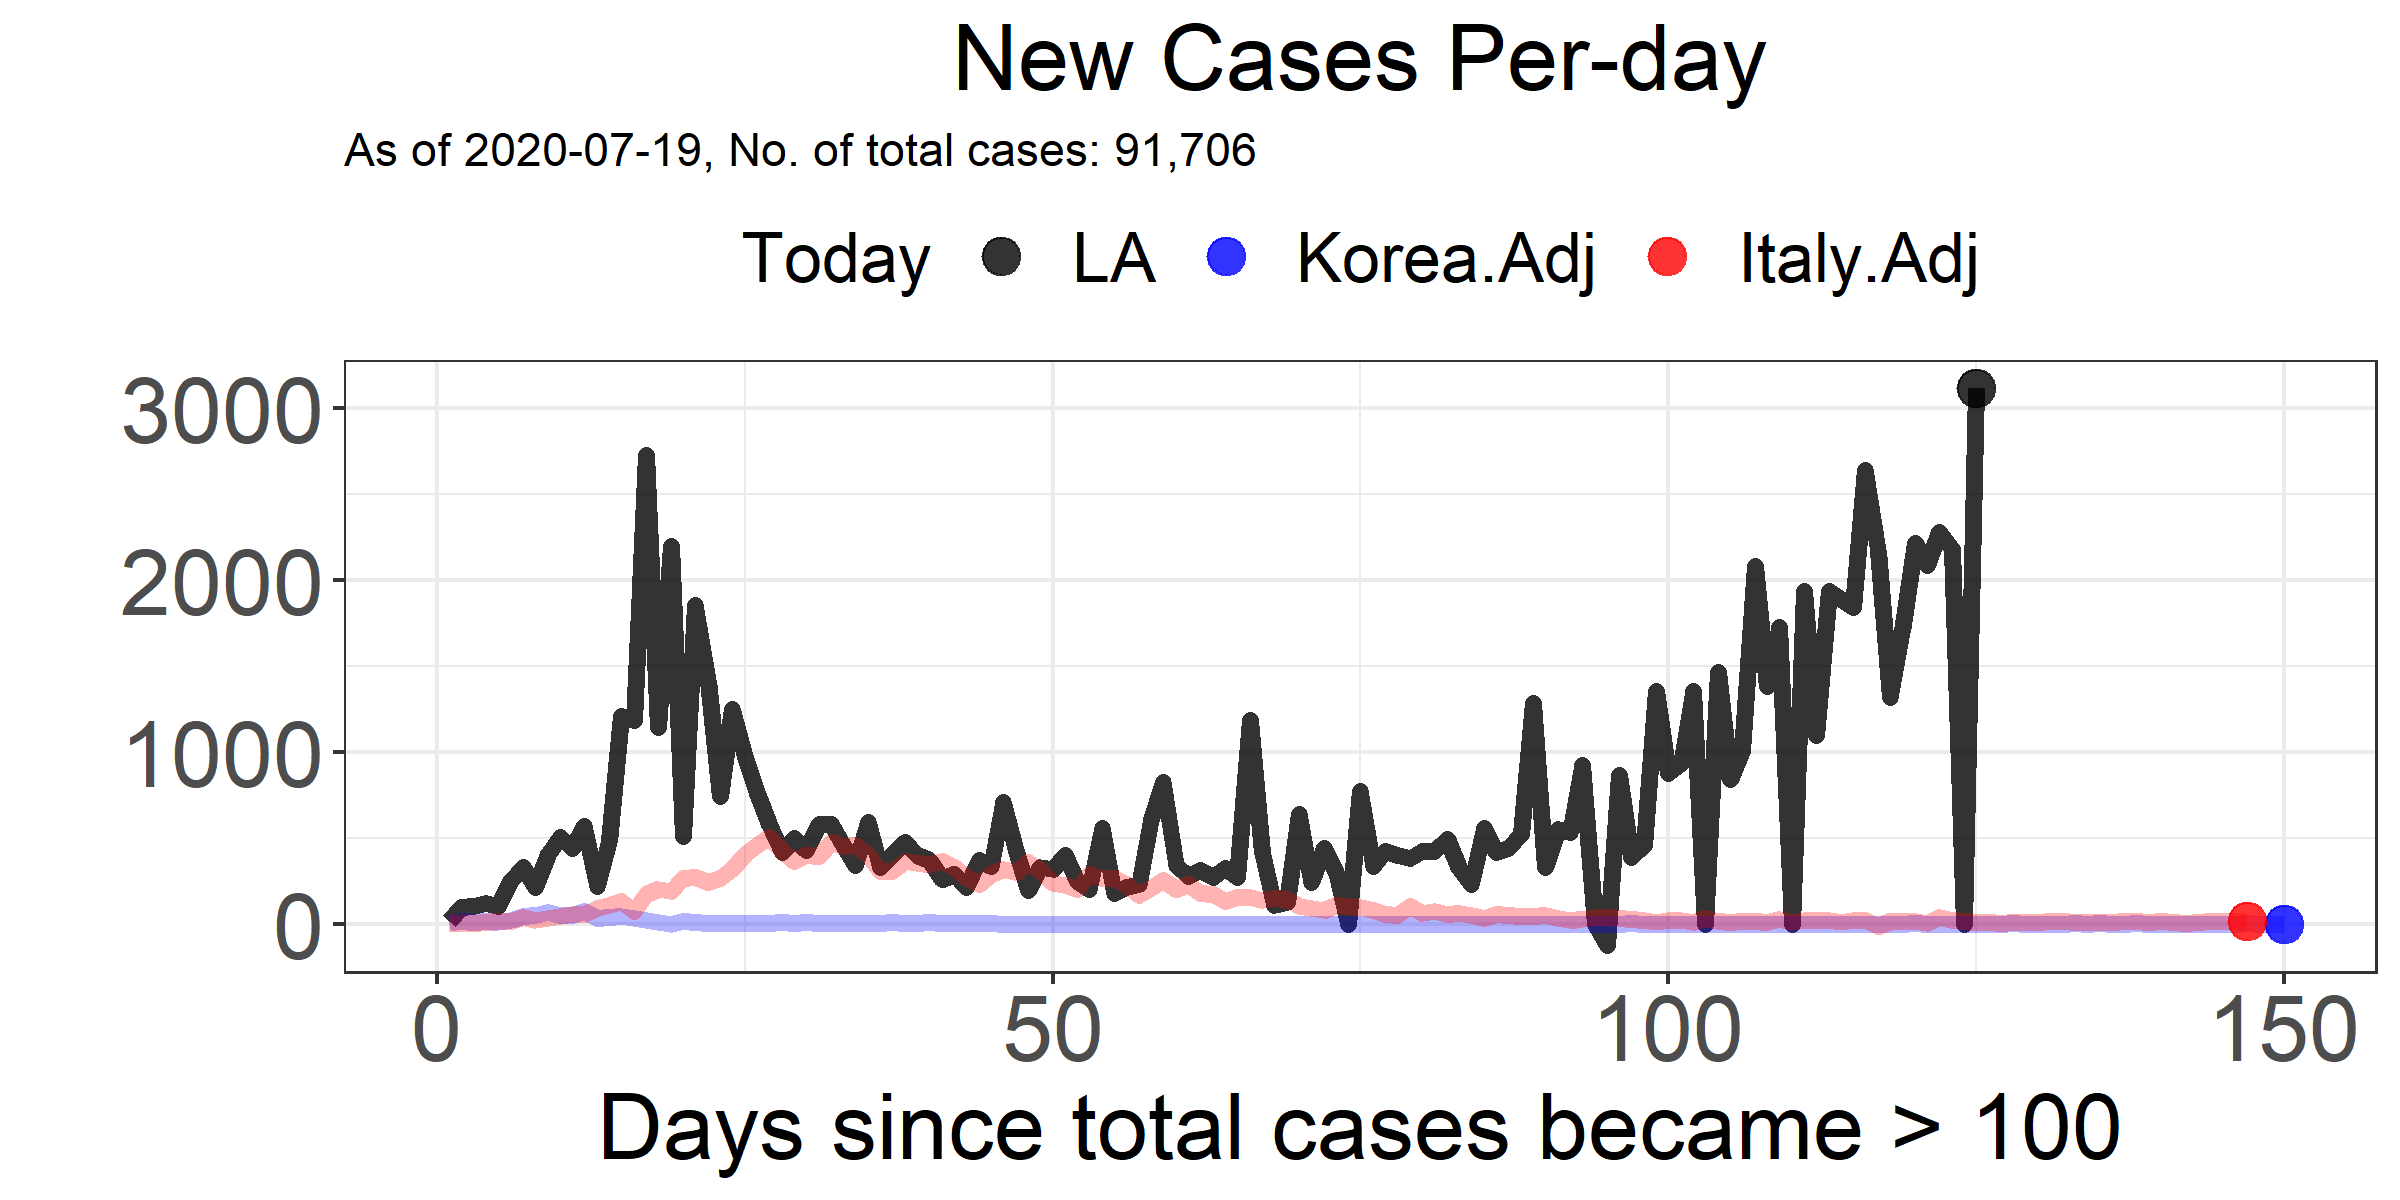 New Cases Per-day
As of 2020-07-19, No. of total cases: 91,706
Today LA Korea.Adj Italy.Adj
3000
2000
1000
0
0 50 100 150
Days since total cases became > 100